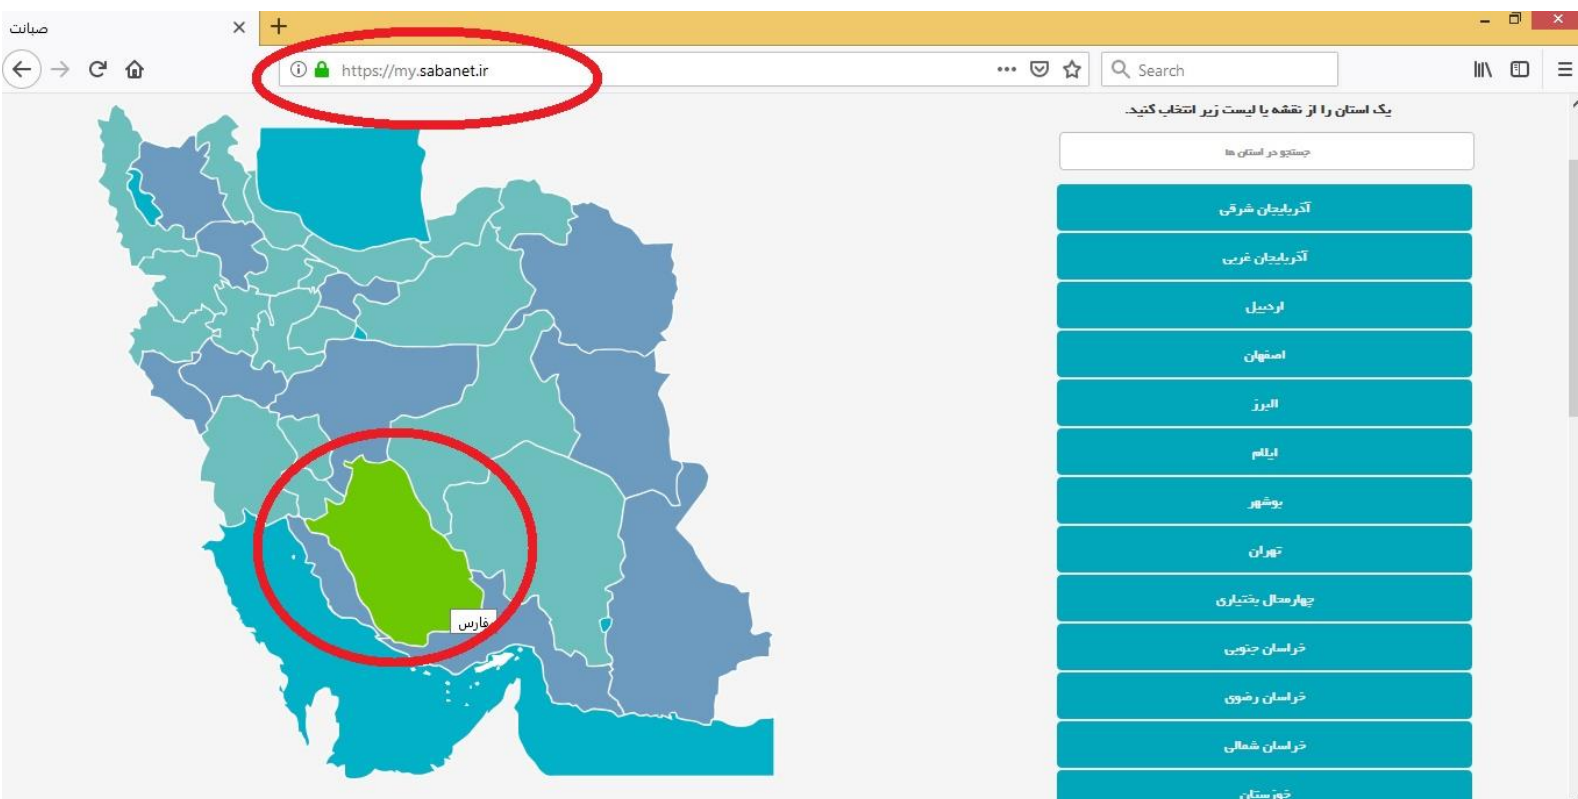 صبانت
https://my.sabanet.ir
Search
یک استان را از نقشه یا لیست زیر انتخاب کنید.
جستجو در استان ها
آذربایجان شرقی
آذربایجان غربی
اردبیل
اصفهان
البرز
ایلام
بوشهر
تهران
چهارمحال بختیاری
خراسان جنوبی
فارس
خراسان رضوی
خراسان شمالی
خوزستان